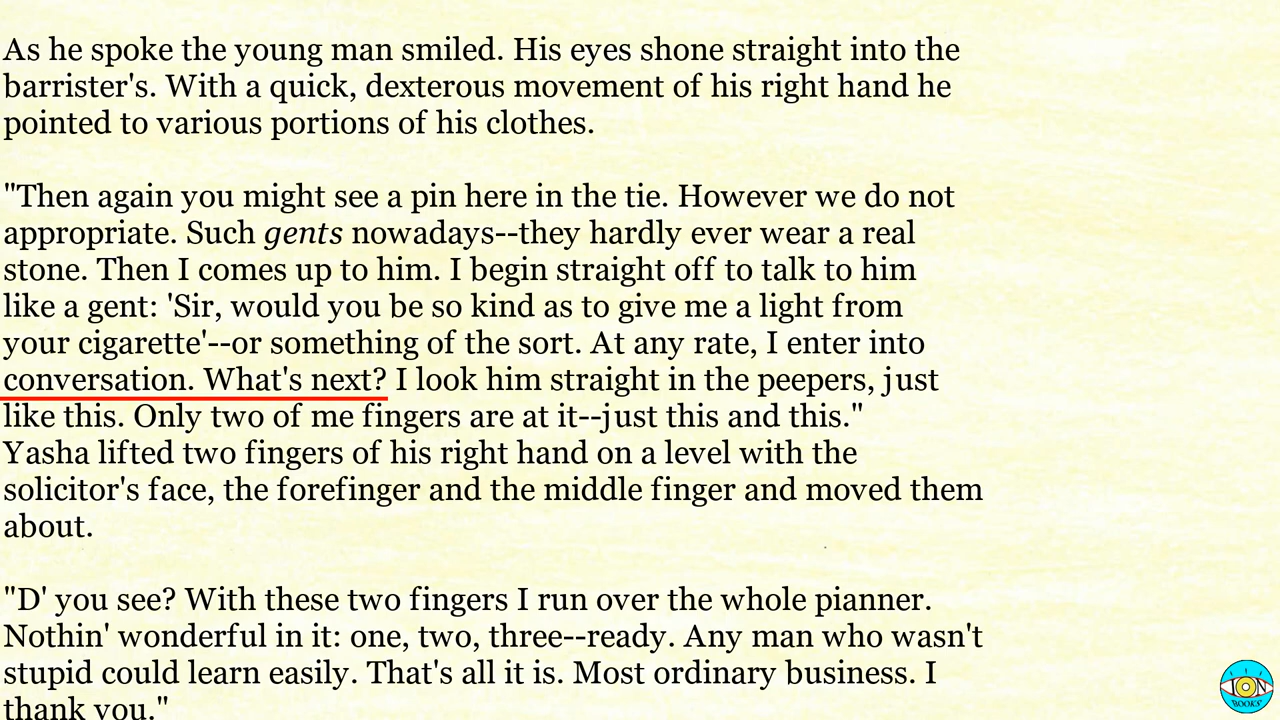 As he spoke the young man smiled. His eyes shone straight into the
barrister's. With a quick, dexterous movement of his right hand he
pointed to various portions of his clothes.
"Then again you might see a pin here in the tie. However we do not
appropriate. Such gents nowadays--they hardly ever wear a real
stone. Then I comes up to him. I begin straight off to talk to him
like a gent: 'Sir, would you be so kind as to give me a light from
your cigarette'--or something of the sort. At any rate, I enter into
conversation. What's next? I look him straight in the peepers, just
like this. Only two of me fingers are at it--just this and this."
Yasha lifted two fingers of his right hand on a level with the
solicitor's face, the forefinger and the middle finger and moved them
about.
"D' you see? With these two fingers I run over the whole pianner.
Nothin' wonderful in it: one, two, three--ready. Any man who wasn't
stupid could learn easily. That's all it is. Most ordinary business. I
thank you."
ION
BOOKS